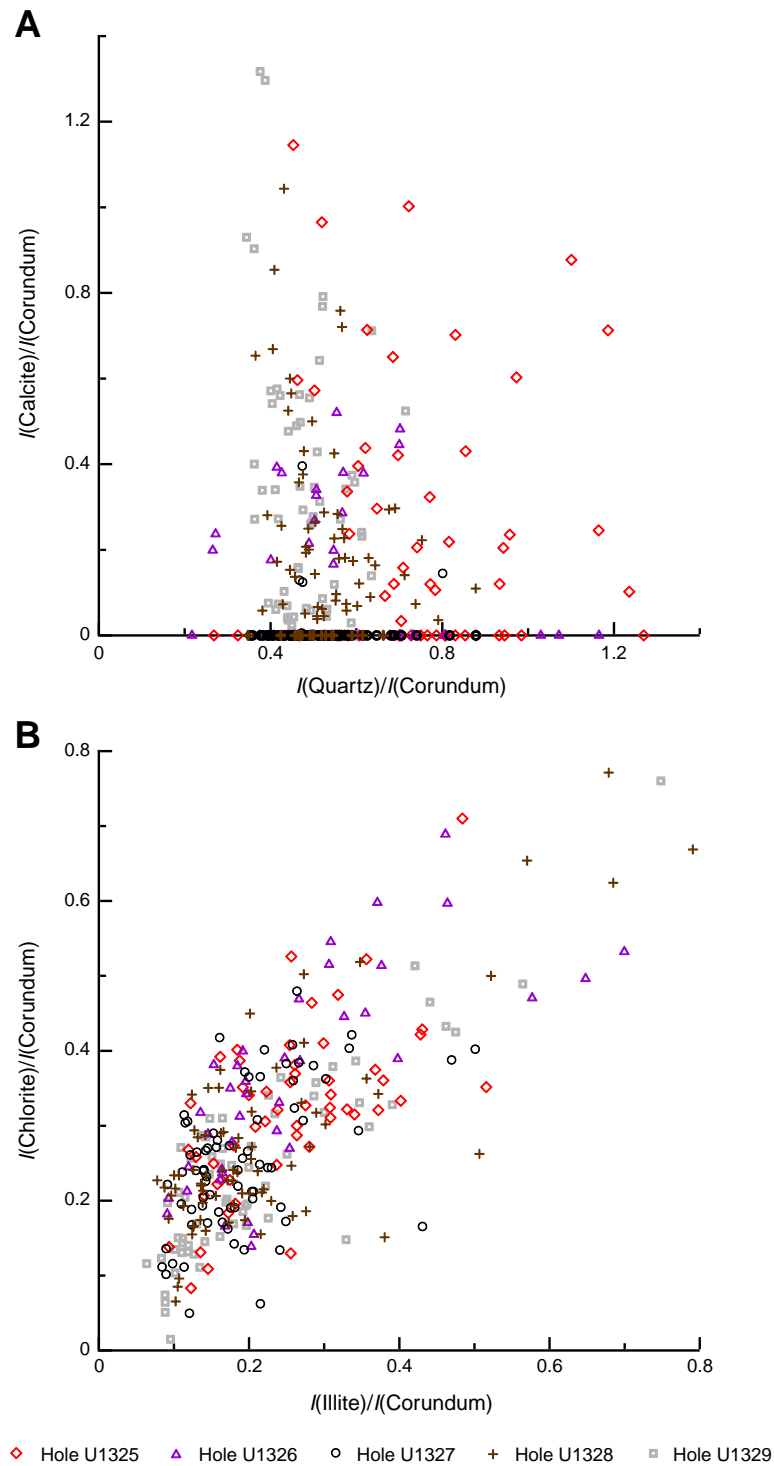 A
1.2
0.8
0.4
0
0
0.4
0.8
1.2
I(Calcite)/I(Corundum)
I(Quartz)/I(Corundum)
B
0.8
0.6
0.4
0.2
0
0
0.2
0.4
0.6
0.8
I(Chlorite)/I(Corundum)
I(Illite)/I(Corundum)
Hole U1325
Hole U1326
Hole U1327
Hole U1328
Hole U1329